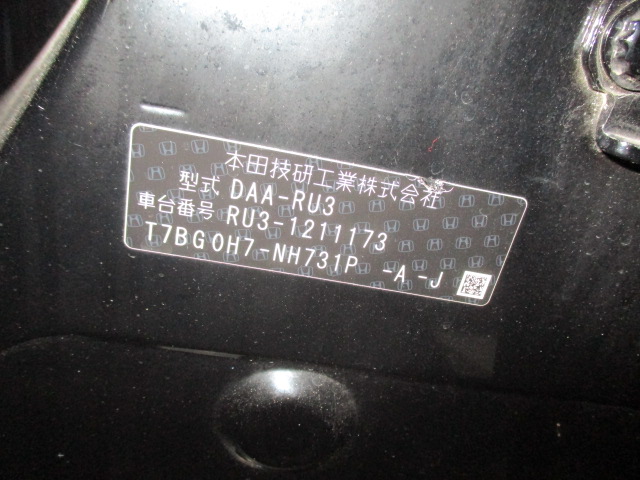 本田技研工業株式会社
型式 DAA-RU3
車台番号 RU3-1211173
T7BG0H7-NH731P -A-J